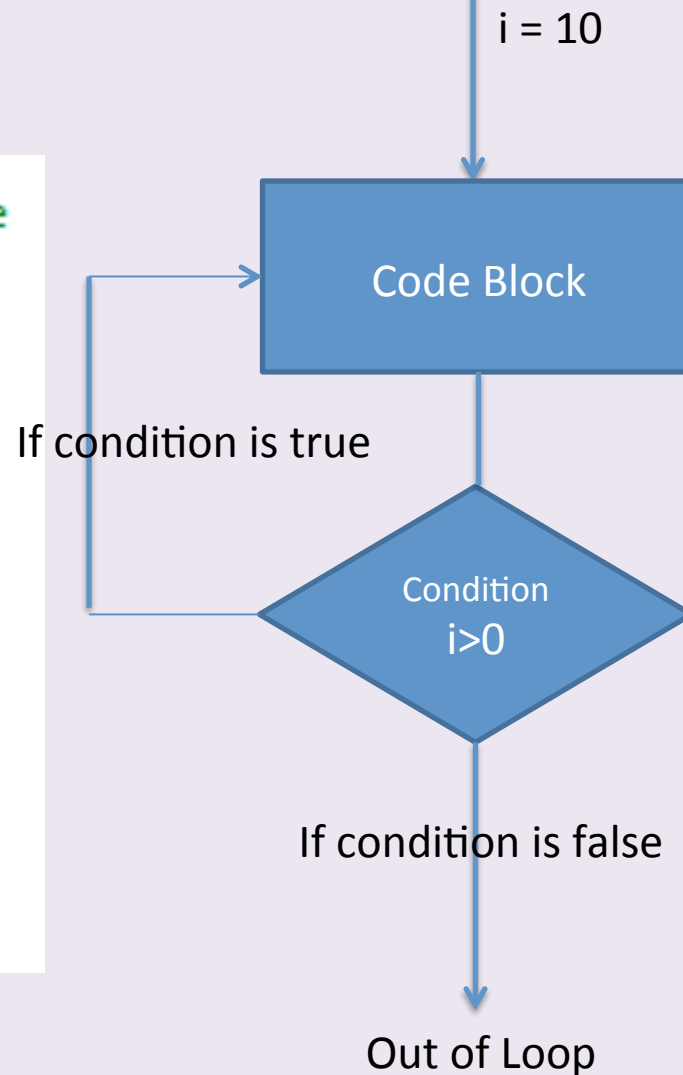 i = 10
Code Block
If condition is true
Condition
i>0
If condition is false
Out of Loop